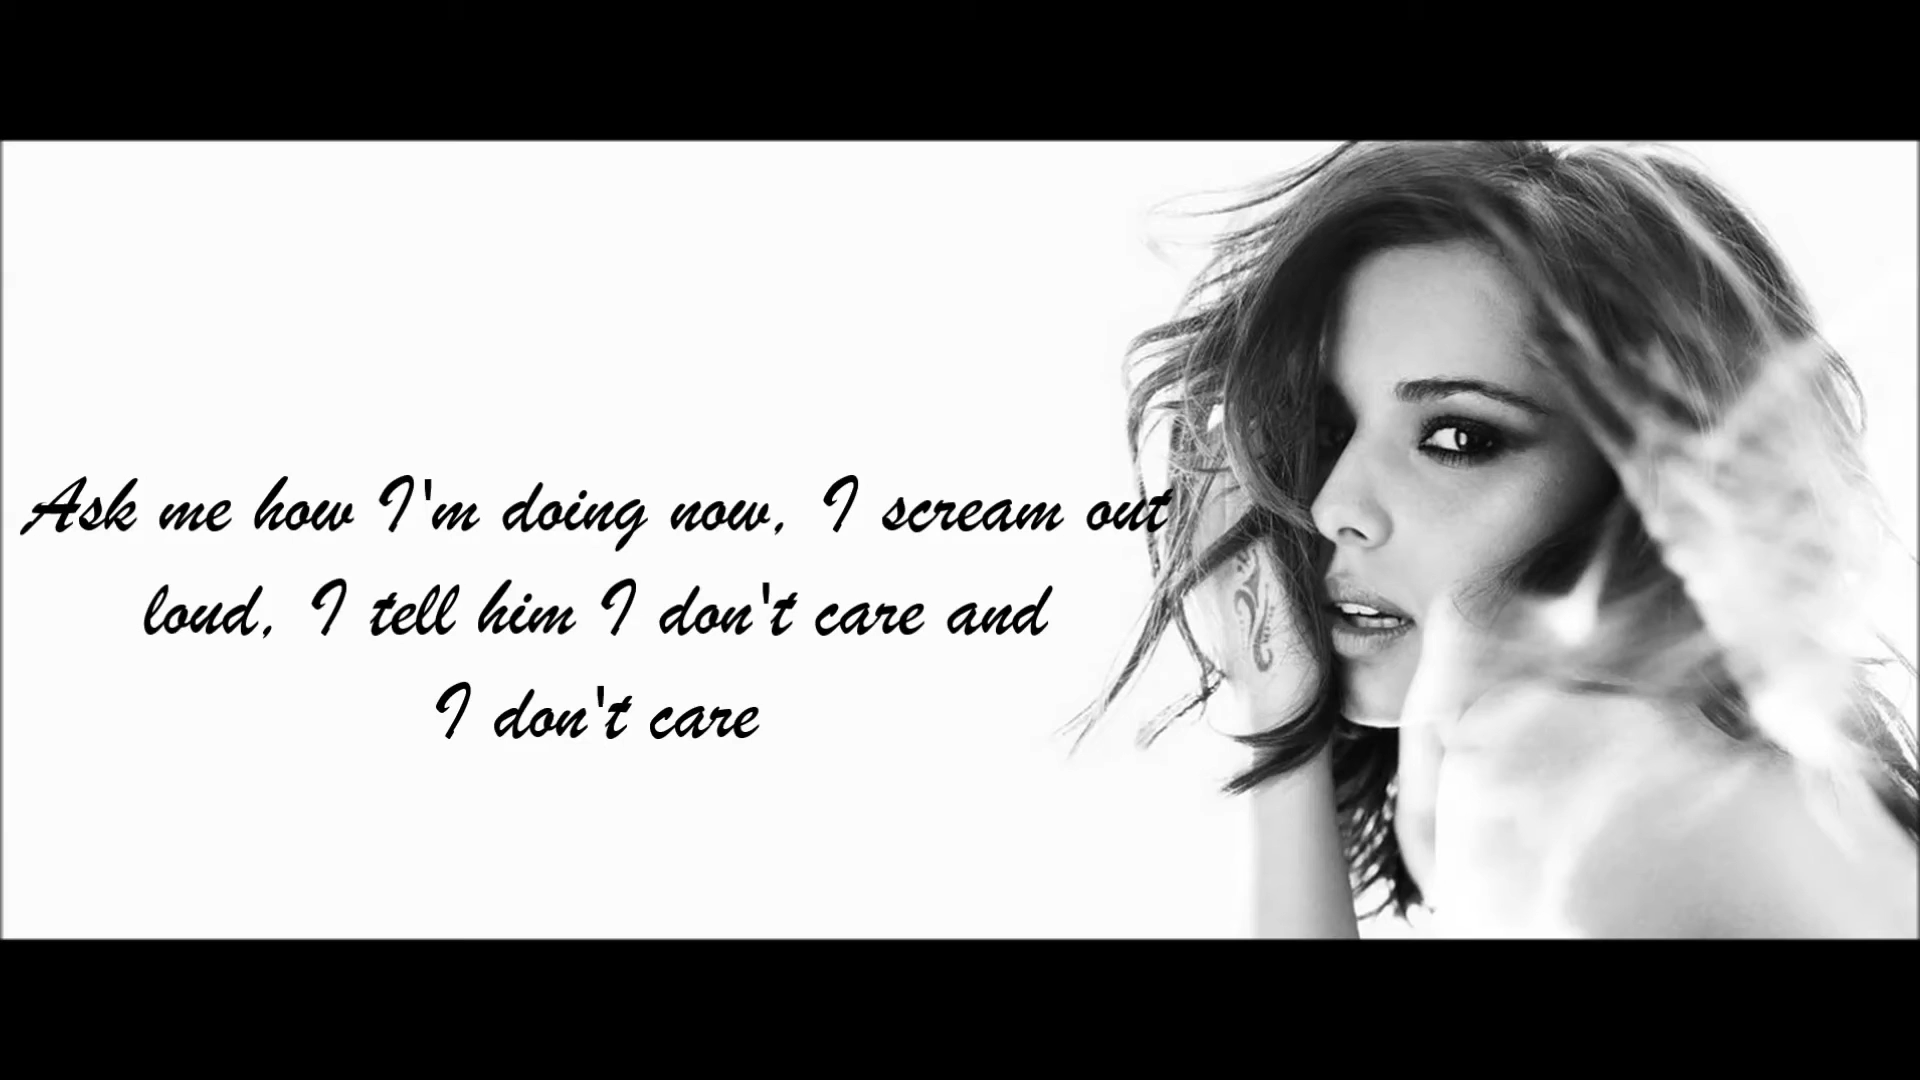 Ask me how I'm doing now, I scream out
loud, I tell him I don't care and
I don't care